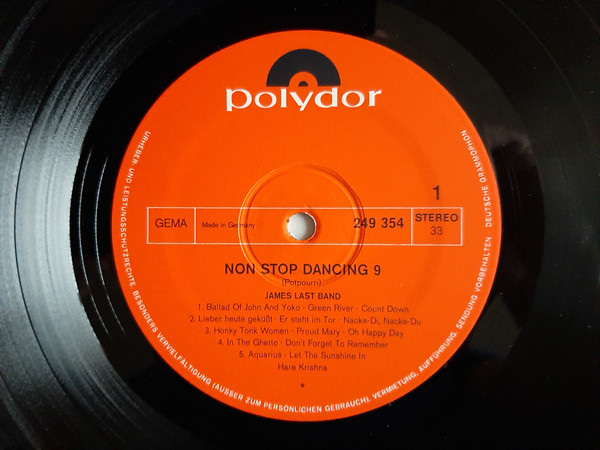 polydor
1
GEMA
Made in Germany
249 354
STEREO
33
NON STOP DANCING 9
(Potpourri)
JAMES LAST BAND
1. Ballad Of John And Yoko · Green River · Count Down
2. Lieber heute geküßt · Er steht im Tor · Nacke-Di, Nacke-Du
3. Honky Tonk Women · Proud Mary · Oh Happy Day
4. In The Ghetto · Don't Forget To Remember
5. Aquarius · Let The Sunshine In
Hare Krishna
*
URHEBER- UND LEISTUNGSSCHUTZRECHTE, BESONDERS VERVIELFALTIGUNG (AUSSER ZUM PERSÖNLICHEN GEBRAUCH), VERMIETUNG, AUFFÜHRUNG, SENDUNG VORBEHALTEN DEUTSCHE GRAMMOPHON